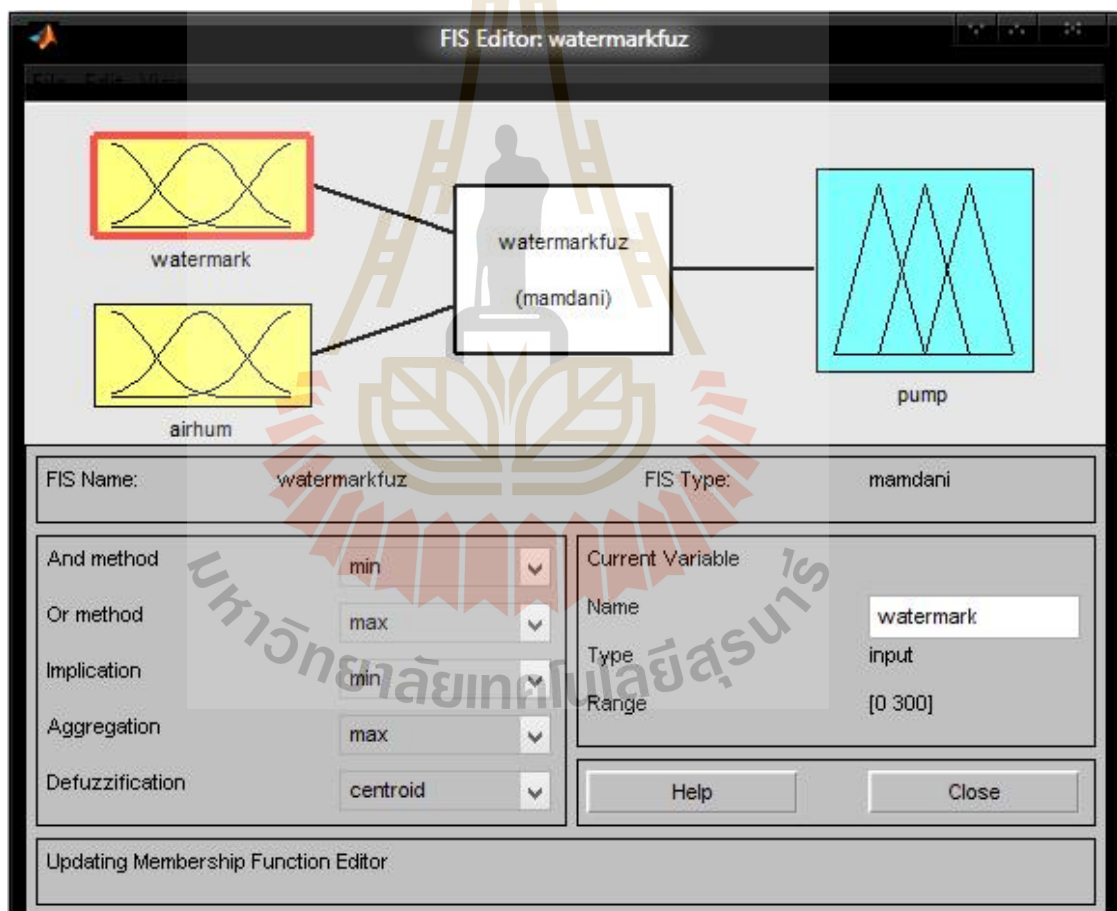 FIS Editor: watermarkfuz
File Edit View
watermark
watermarkfuz
(mamdani)
airhum
pump
FIS Name: watermarkfuz FIS Type: mamdani
And method min
Or method max
Implication min
Aggregation max
Defuzzification centroid
Current Variable
Name watermark
Type input
Range [0 300]
Help Close
Updating Membership Function Editor
มหาวิทยาลัยเทคโนโลยีสุรนารี